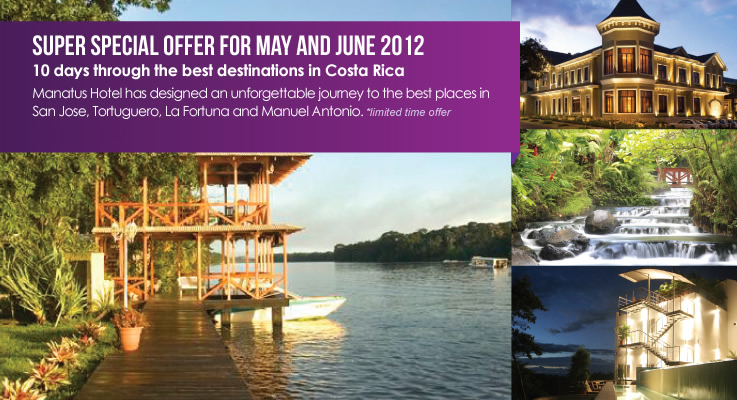 SUPER SPECIAL OFFER FOR MAY AND JUNE 2012
10 days through the best destinations in Costa Rica
Manatus Hotel has designed an unforgettable journey to the best places in
San Jose, Tortuguero, La Fortuna and Manuel Antonio. *limited time offer